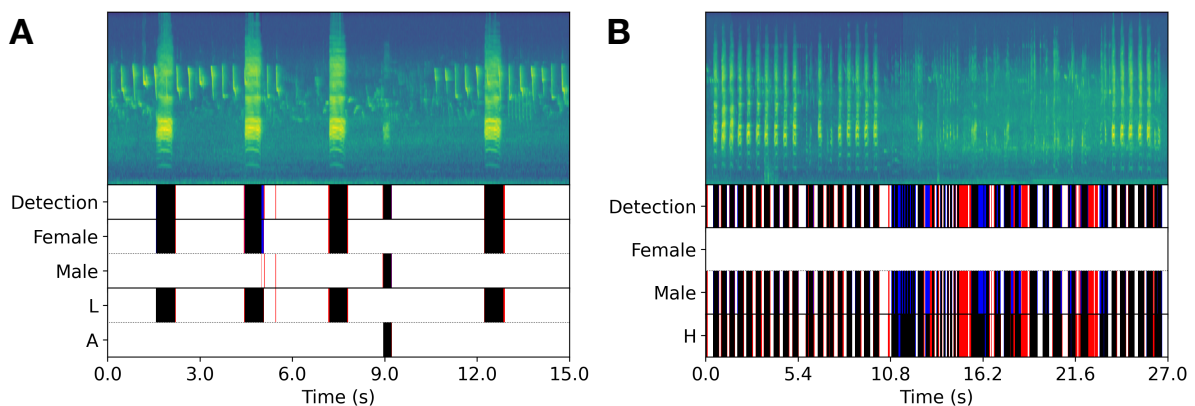 A
Detection
Female
Male
L
A
0.0 3.0 6.0 9.0 12.0 15.0
Time (s)
B
Detection
Female
Male
H
0.0 5.4 10.8 16.2 21.6 27.0
Time (s)